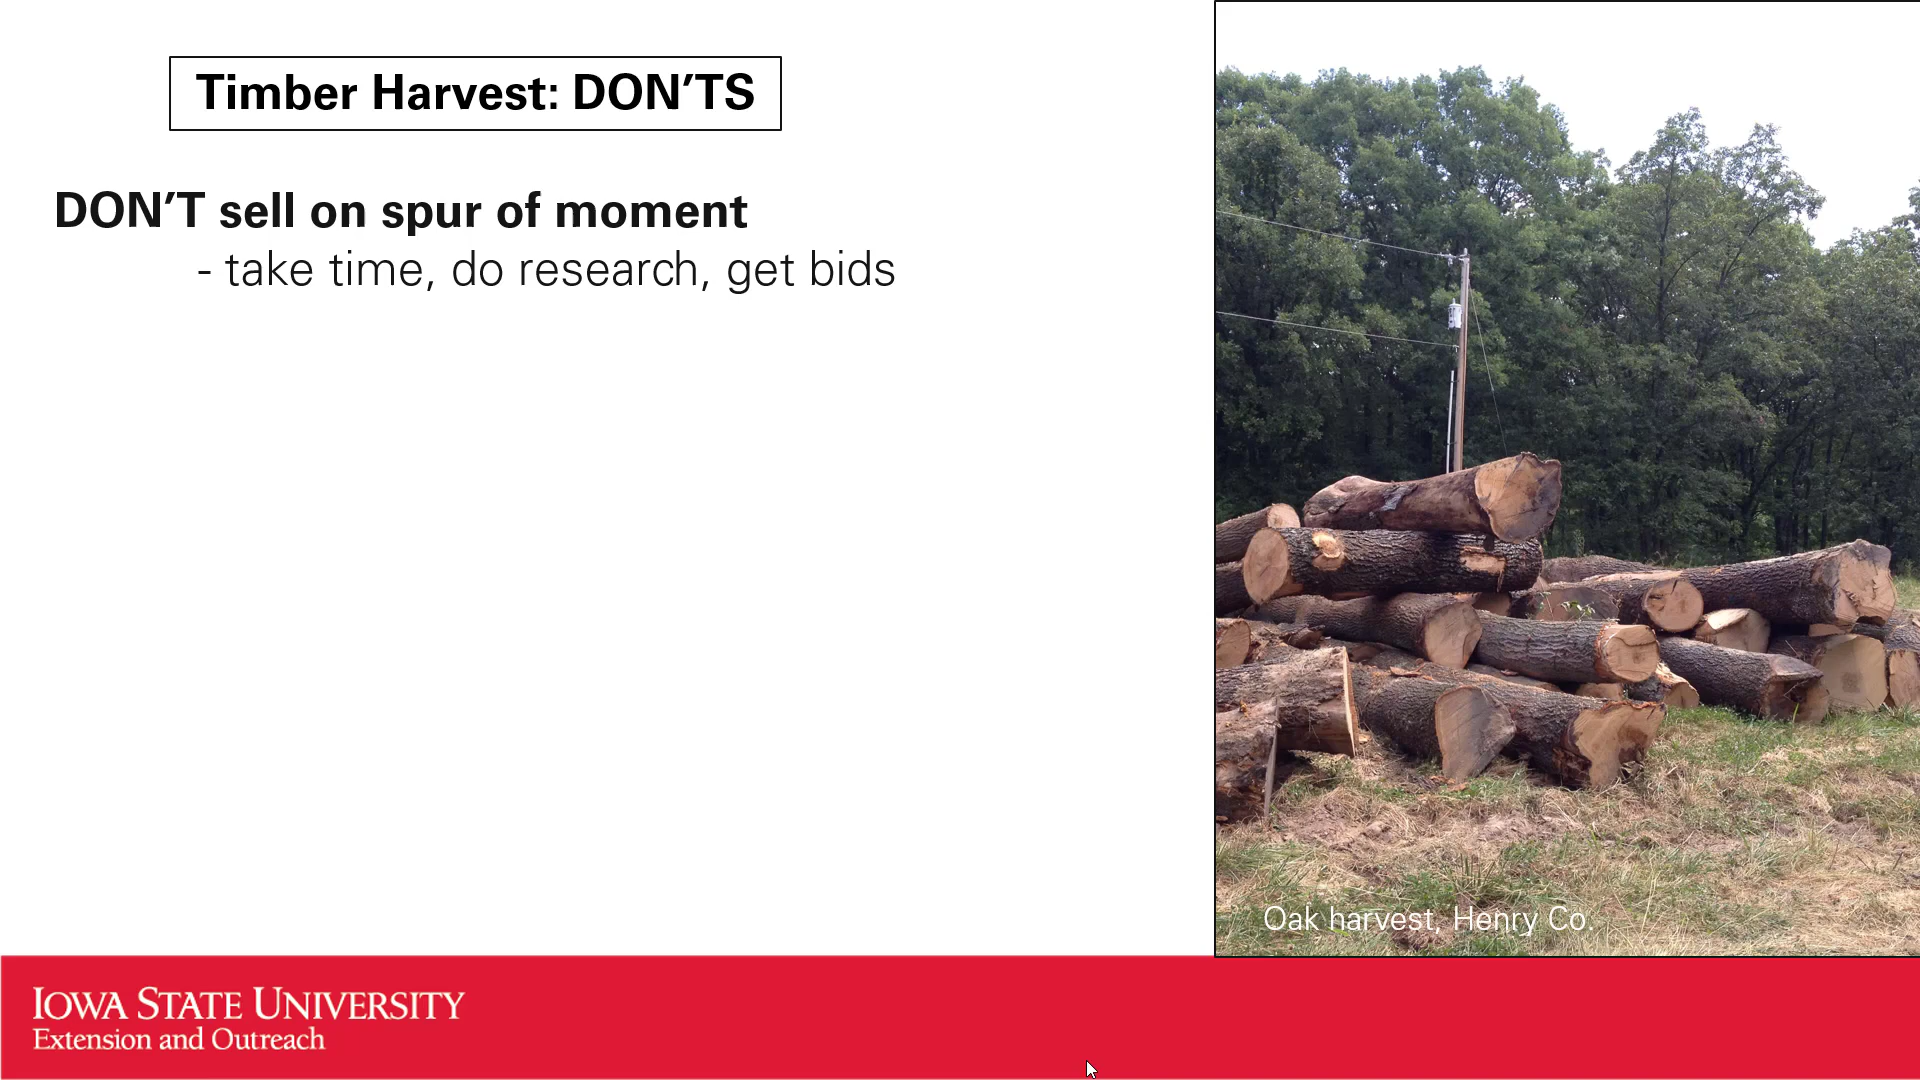 Timber Harvest: DON'TS
DON'T sell on spur of moment
- take time, do research, get bids
Oak harvest, Henry Co.
IOWA STATE UNIVERSITY
Extension and Outreach